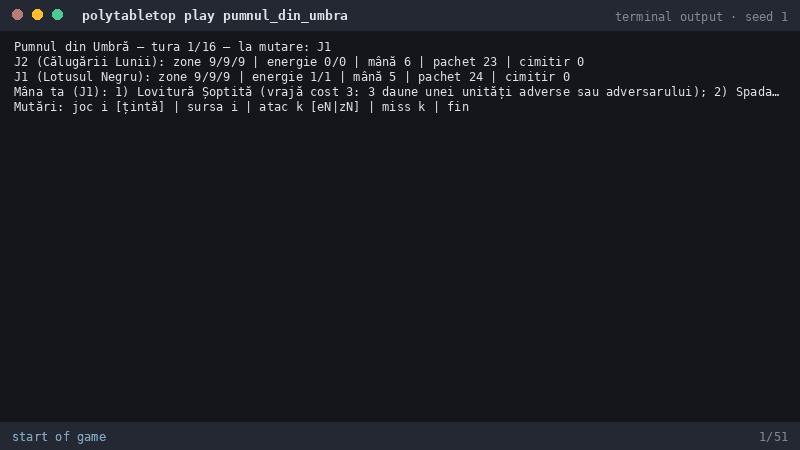 polytabletop play pumnul_din_umbra
terminal output · seed 1
Pumnul din Umbră — tura 1/16 — la mutare: J1
J2 (Călugării Lunii): zone 9/9/9 | energie 0/0 | mână 6 | pachet 23 | cimitir 0
J1 (Lotusul Negru): zone 9/9/9 | energie 1/1 | mână 5 | pachet 24 | cimitir 0
Mâna ta (J1): 1) Lovitură Șoptită (vrajă cost 3: 3 daune unei unități adverse sau adversarului); 2) Spada…
Mutări: joc i [țintă] | sursa i | atac k [eN|zN] | miss k | fin
start of game
1/51